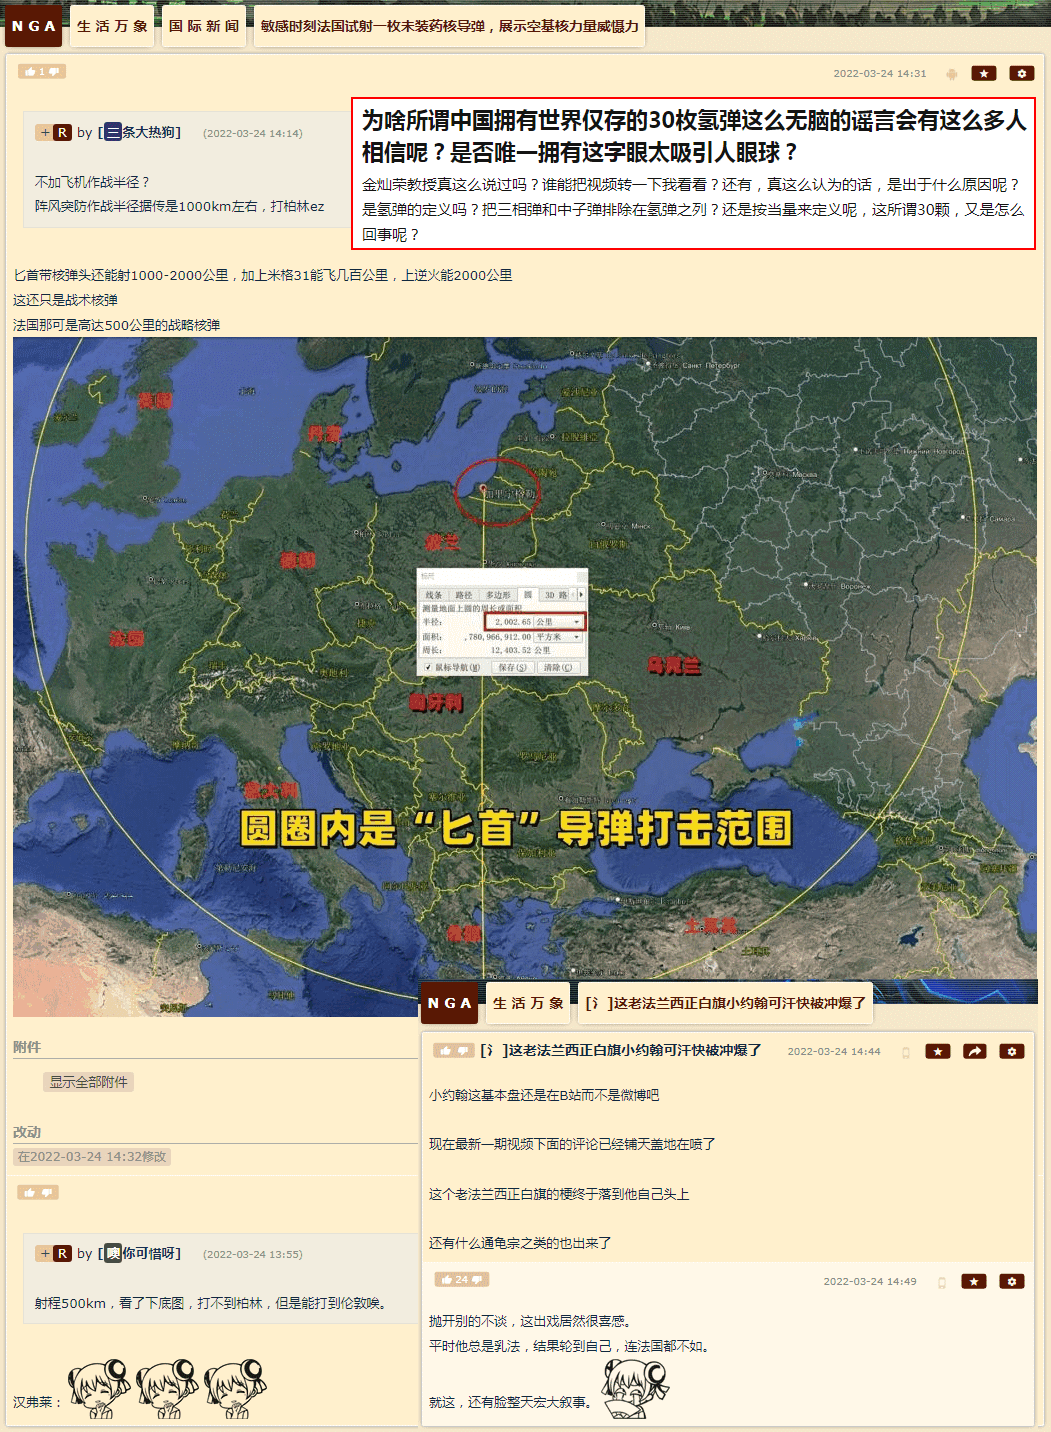 NGA 生活万象 国际新闻 敏感时刻法国试射一枚未装药核导弹，展示空基核力量威慑力
1 2022-03-24 14:31
+ R by [三条大热狗] (2022-03-24 14:14)
不加飞机作战半径？
阵风突防作战半径据传是1000km左右，打柏林ez
为啥所谓中国拥有世界仅存的30枚氢弹这么无脑的谣言会有这么多人
相信呢？是否唯一拥有这字眼太吸引人眼球？
金灿荣教授真这么说过吗？谁能把视频转一下我看看？还有，真这么认为的话，是出于什么原因呢？
是氢弹的定义吗？把三相弹和中子弹排除在氢弹之列？还是按当量来定义呢，这所谓30颗，又是怎么
回事呢？
匕首带核弹头还能射1000-2000公里，加上米格31能飞几百公里，上逆火能2000公里
这还只是战术核弹
法国那可是高达500公里的战略核弹
英国
丹麦
加里宁格勒
波兰
德国
法国
标尺
线条 路径 多边形 圆 3D 路
测量地面上圆的周长或面积
半径： 2,002.65 公里
面积： ,780,966,912.00 平方米
周长： 12,403.52 公里
鼠标导航(M) 保存(S) 清除(C)
乌克兰
匈牙利
意大利
圆圈内是“匕首”导弹打击范围
希腊
土耳其
附件
显示全部附件
改动
在2022-03-24 14:32修改
+ R by [噢你可惜呀] (2022-03-24 13:55)
射程500km，看了下底图，打不到柏林，但是能打到伦敦唉。
汉弗莱：
NGA 生活万象 [氵]这老法兰西正白旗小约翰可汗快被冲爆了
[氵]这老法兰西正白旗小约翰可汗快被冲爆了 2022-03-24 14:44
小约翰这基本盘还是在B站而不是微博吧
现在最新一期视频下面的评论已经铺天盖地在喷了
这个老法兰西正白旗的梗终于落到他自己头上
还有什么通龟宗之类的也出来了
24 2022-03-24 14:49
抛开别的不谈，这出戏居然很喜感。
平时他总是乳法，结果轮到自己，连法国都不如。
就这，还有脸整天宏大叙事。